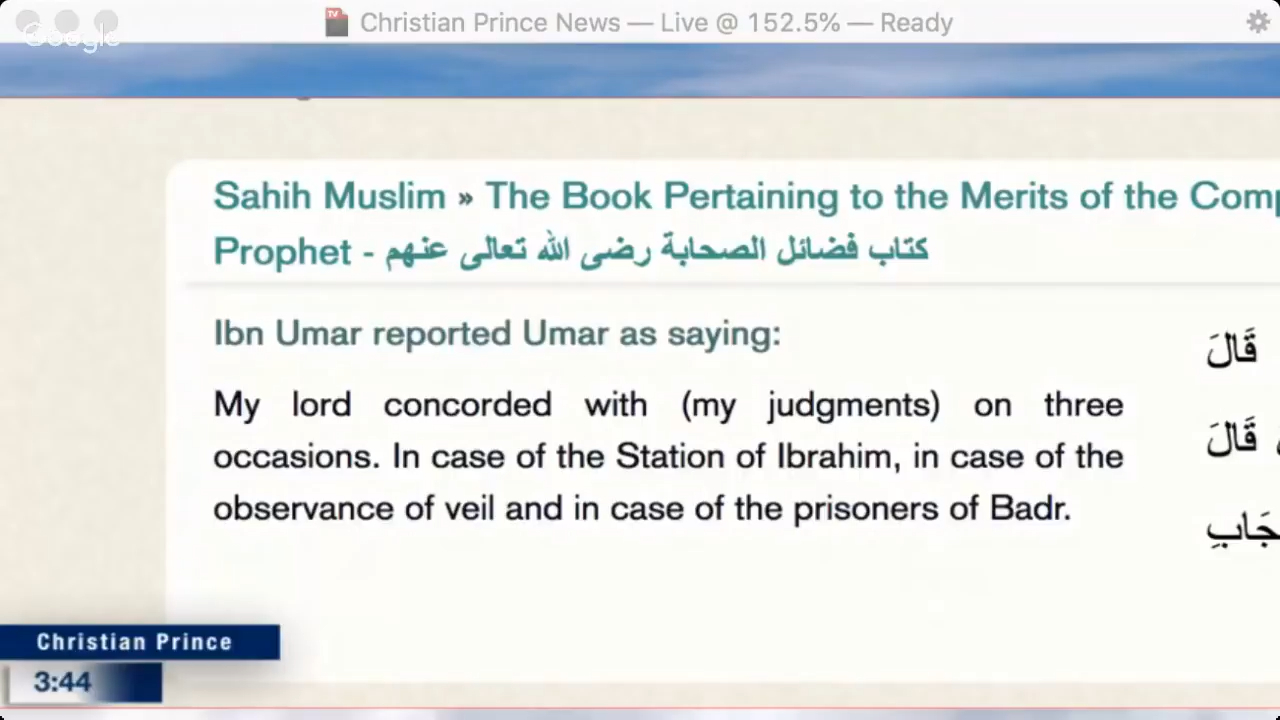 Christian Prince News — Live @ 152.5% — Ready
Google
Sahih Muslim » The Book Pertaining to the Merits of the Comp
Prophet - كتاب فضائل الصحابة رضى الله تعالى عنهم
Ibn Umar reported Umar as saying:
My lord concorded with (my judgments) on three
occasions. In case of the Station of Ibrahim, in case of the
observance of veil and in case of the prisoners of Badr.
قَالَ
قَالَ
جَابِ
Christian Prince
3:44